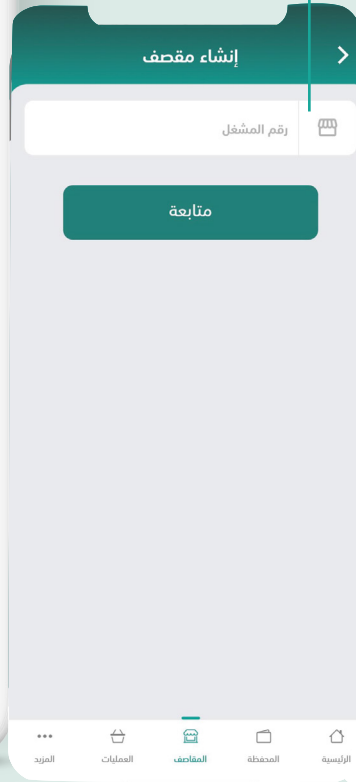 إنشاء مقصف
رقم المشغل
متابعة
الرئيسية
المحفظة
المقاصف
العمليات
المزيد